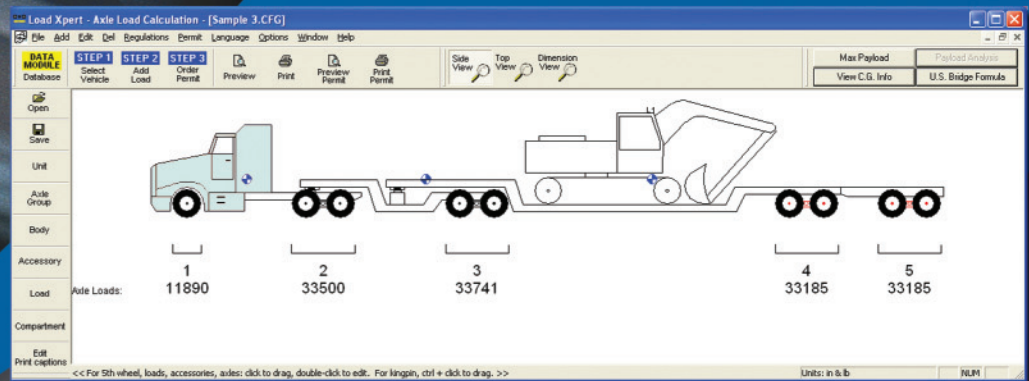 Load Xpert - Axle Load Calculation - [Sample 3.CFG]
File Add Edit Del Regulations Permit Language Options Window Help
DATA MODULE Database
STEP 1 Select Vehicle
STEP 2 Add Load
STEP 3 Order Permit
Preview
Print
Preview Permit
Print Permit
Side View
Top View
Dimension View
Max Payload
Payload Analysis
View C.G. Info
U.S. Bridge Formula
Open
Save
Unit
Axle Group
Body
Accessory
Load
Compartment
Edit Print captions
1 2 3 4 5
Axle Loads: 11890 33500 33741 33185 33185
<< For 5th wheel, loads, accessories, axles: click to drag, double-click to edit. For kingpin, ctrl + click to drag. >>
Units: in & lb
NUM